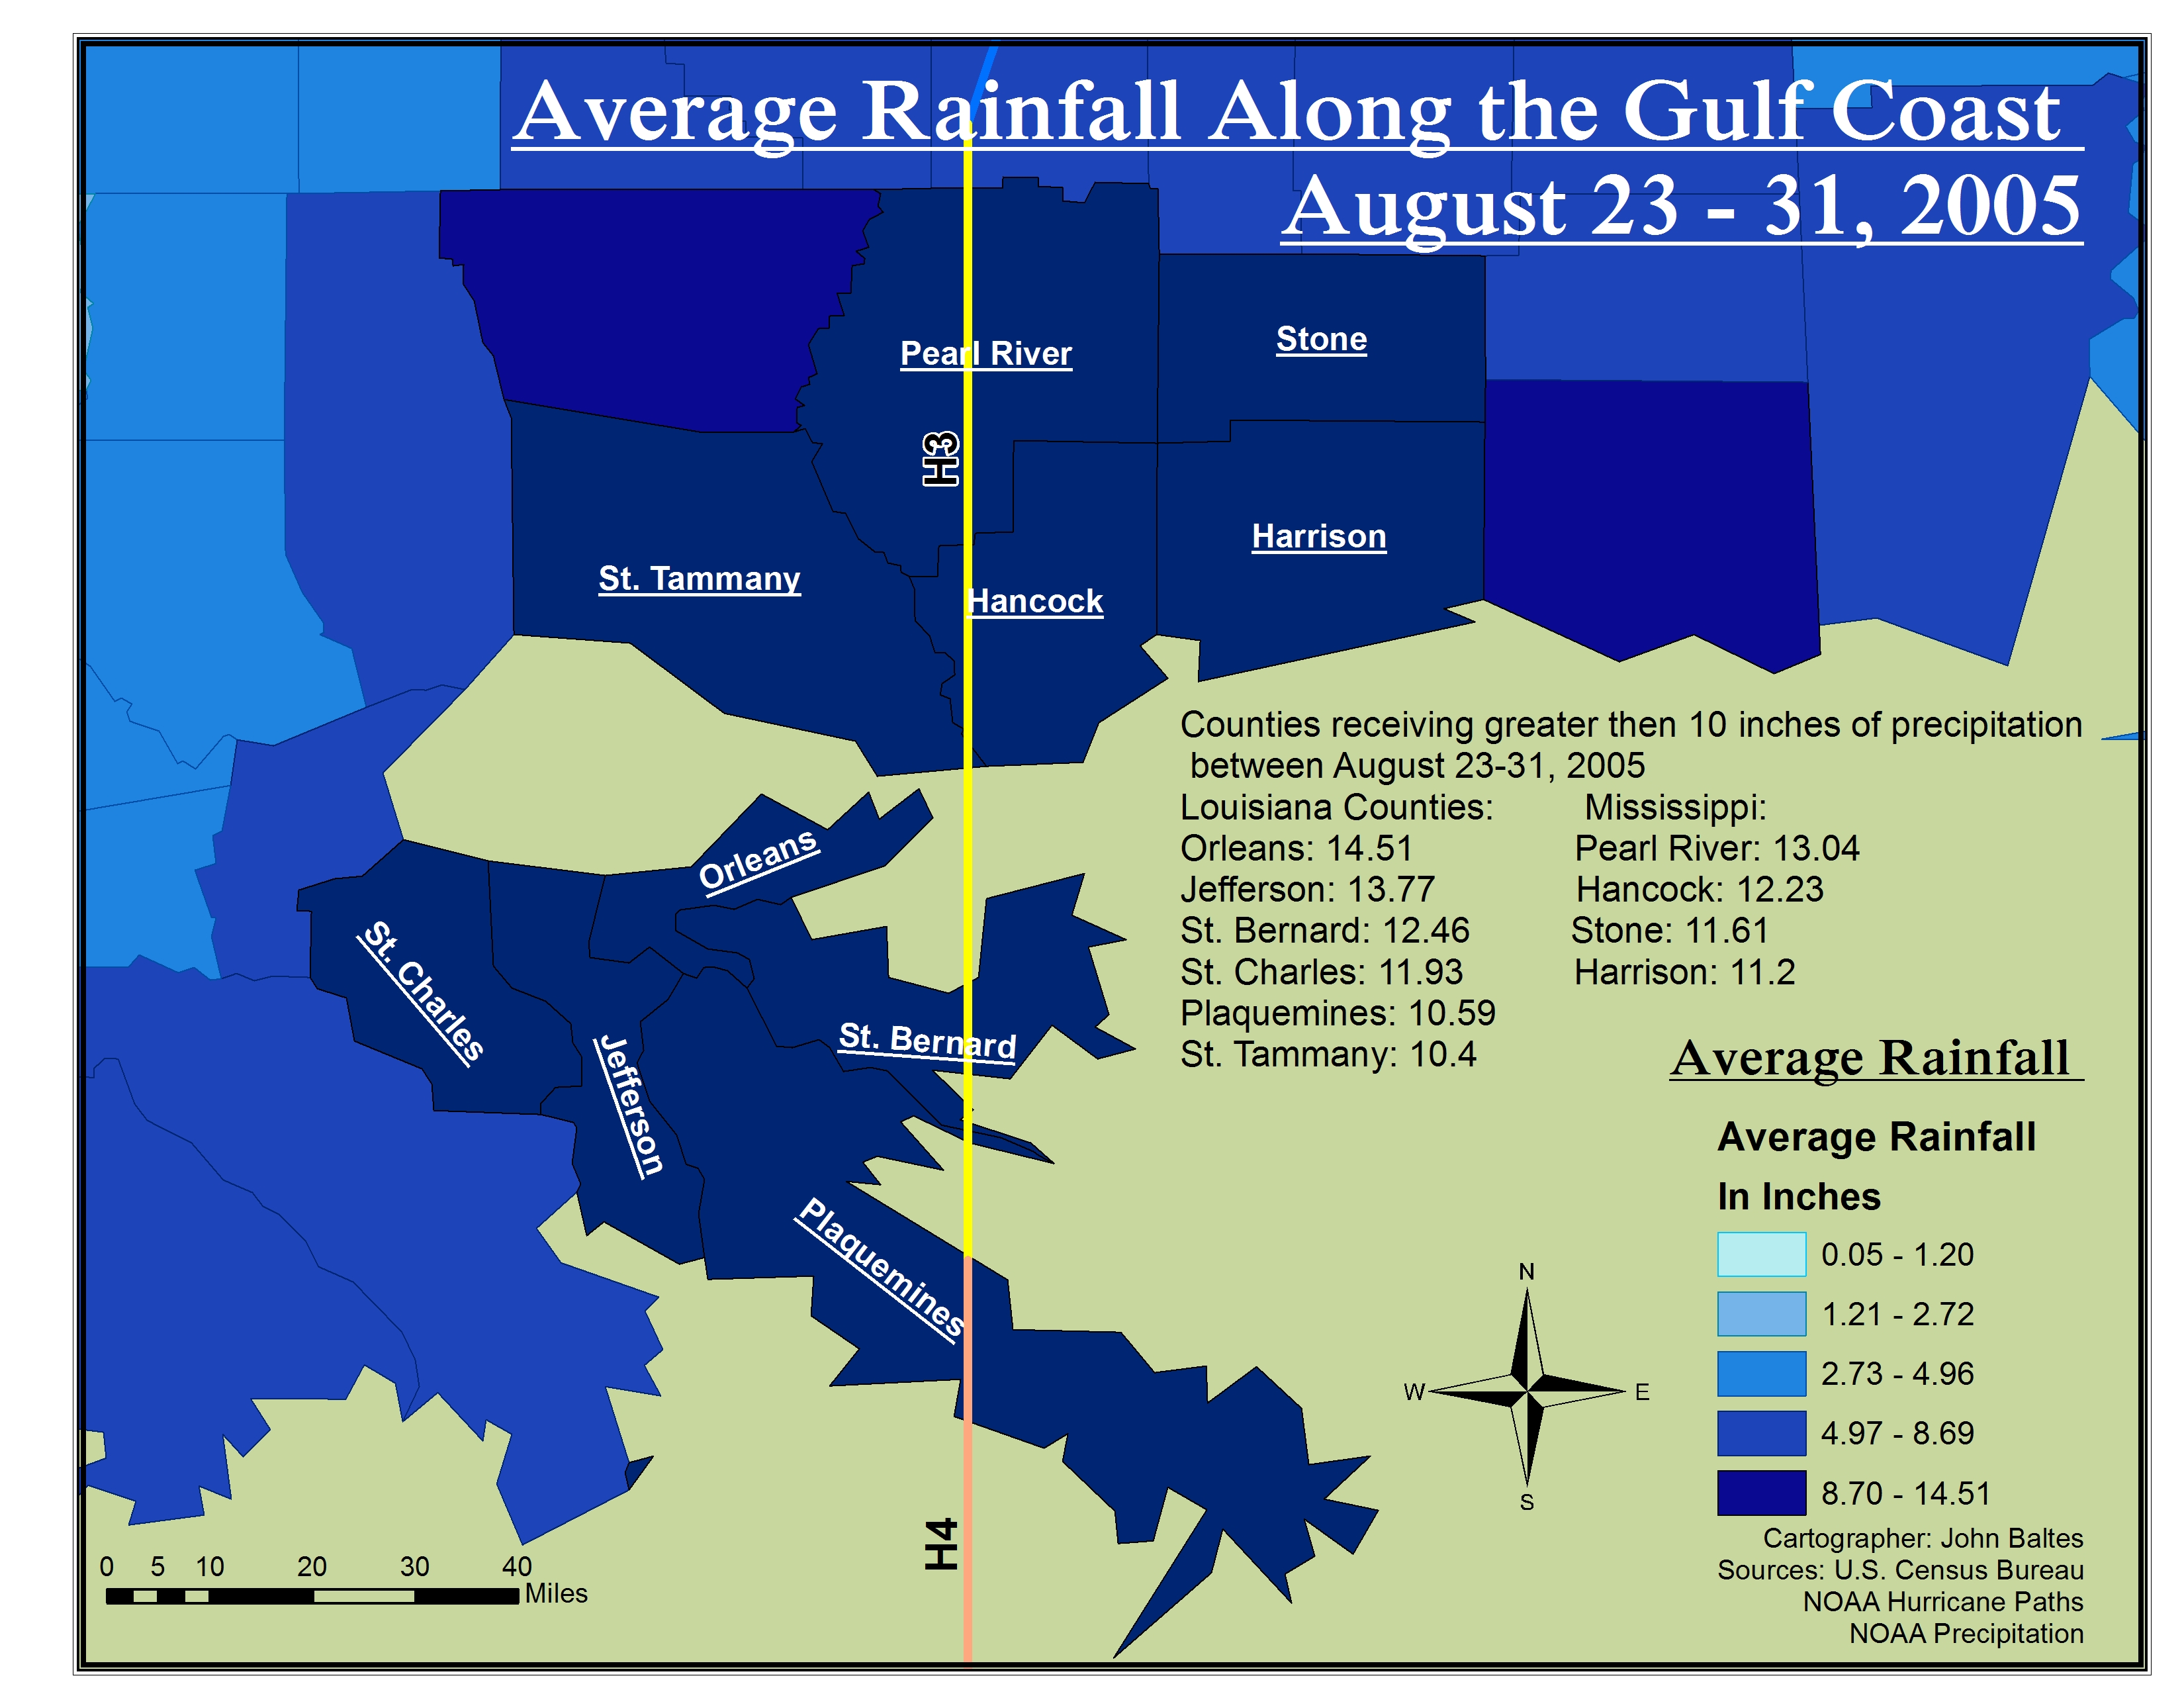 Average Rainfall Along the Gulf Coast
August 23 - 31, 2005
Pearl River
Stone
H3
Harrison
St. Tammany
Hancock
Counties receiving greater then 10 inches of precipitation
between August 23-31, 2005
Louisiana Counties: Mississippi:
Orleans: 14.51 Pearl River: 13.04
Jefferson: 13.77 Hancock: 12.23
St. Bernard: 12.46 Stone: 11.61
St. Charles: 11.93 Harrison: 11.2
Plaquemines: 10.59
St. Tammany: 10.4
Orleans
St. Charles
St. Bernard
Jefferson
Plaquemines
H4
Average Rainfall
Average Rainfall
In Inches
0.05 - 1.20
1.21 - 2.72
2.73 - 4.96
4.97 - 8.69
8.70 - 14.51
N
W E
S
Cartographer: John Baltes
Sources: U.S. Census Bureau
NOAA Hurricane Paths
NOAA Precipitation
0 5 10 20 30 40
Miles